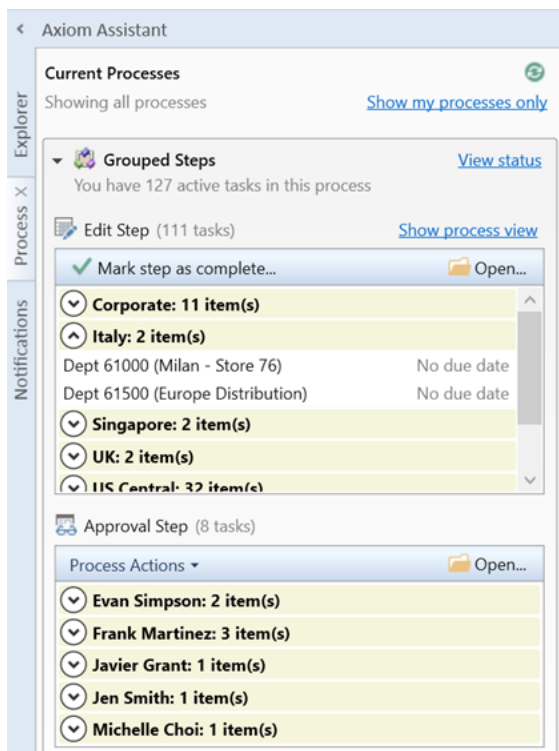 Axiom Assistant
Current Processes
Showing all processes Show my processes only
Explorer
Process
Notifications
Grouped Steps View status
You have 127 active tasks in this process
Edit Step (111 tasks) Show process view
Mark step as complete... Open...
Corporate: 11 item(s)
Italy: 2 item(s)
Dept 61000 (Milan - Store 76) No due date
Dept 61500 (Europe Distribution) No due date
Singapore: 2 item(s)
UK: 2 item(s)
US Central: 32 item(s)
Approval Step (8 tasks)
Process Actions Open...
Evan Simpson: 2 item(s)
Frank Martinez: 3 item(s)
Javier Grant: 1 item(s)
Jen Smith: 1 item(s)
Michelle Choi: 1 item(s)